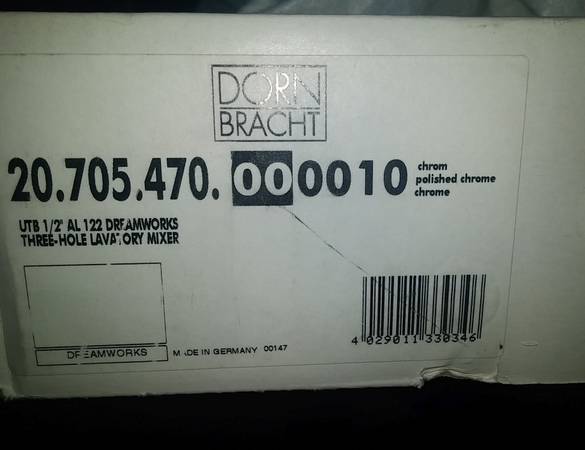 DORN
BRACHT
20.705.470.000010
chrom
polished chrome
chrome
UTB 1/2" AL 122 DREAMWORKS
THREE-HOLE LAVATORY MIXER
DREAMWORKS
MADE IN GERMANY 00147
4 029011 330346